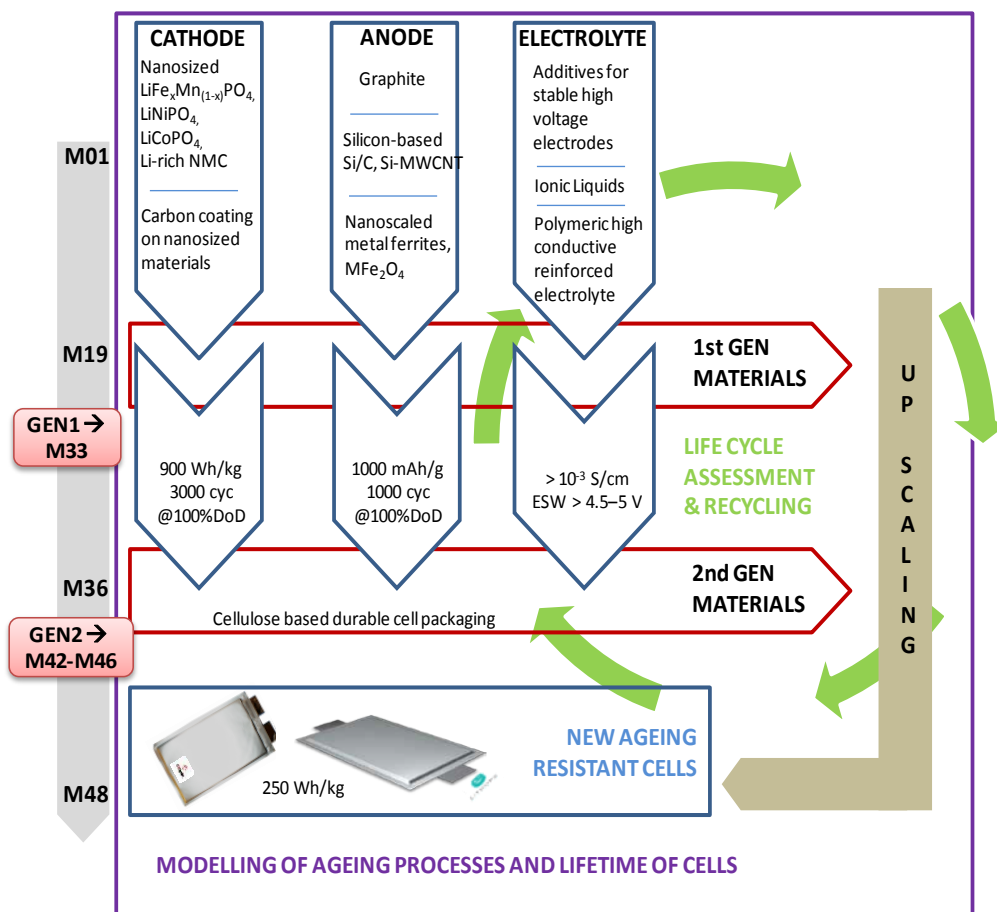 CATHODE
Nanosized
LiFeₓMn₍₁₋ₓ₎PO₄,
LiNiPO₄,
LiCoPO₄,
Li-rich NMC
Carbon coating
on nanosized
materials
ANODE
Graphite
Silicon-based
Si/C, Si-MWCNT
Nanoscaled
metal ferrites,
MFe₂O₄
ELECTROLYTE
Additives for
stable high
voltage
electrodes
Ionic Liquids
Polymeric high
conductive
reinforced
electrolyte
M01
M19
1st GEN
MATERIALS
GEN1 →
M33
900 Wh/kg
3000 cyc
@100%DoD
1000 mAh/g
1000 cyc
@100%DoD
> 10⁻³ S/cm
ESW > 4.5–5 V
LIFE CYCLE
ASSESSMENT
& RECYCLING
UP SCALING
M36
2nd GEN
MATERIALS
Cellulose based durable cell packaging
GEN2 →
M42-M46
NEW AGEING
RESISTANT CELLS
250 Wh/kg
M48
MODELLING OF AGEING PROCESSES AND LIFETIME OF CELLS